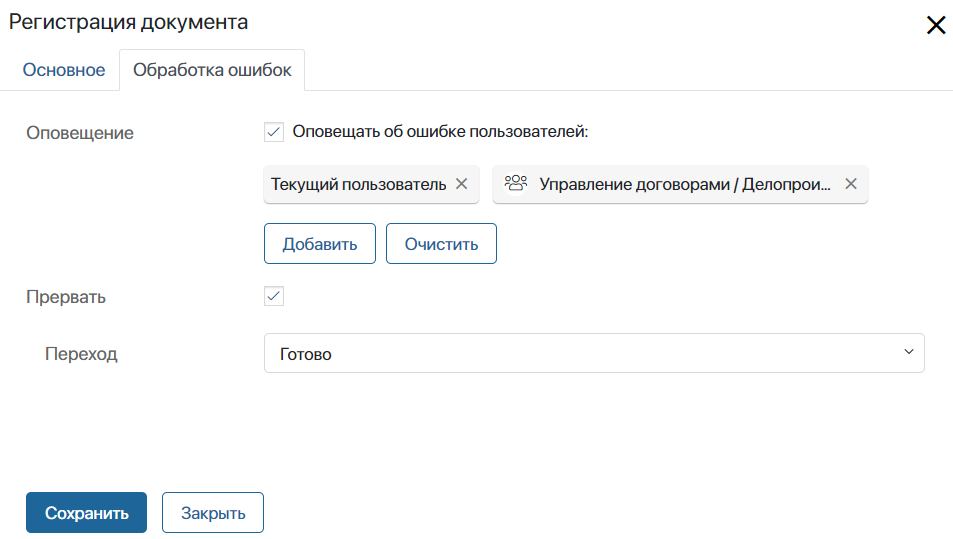 Регистрация документа
Основное Обработка ошибок
Оповещение Оповещать об ошибке пользователей:
Текущий пользователь Управление договорами / Делопрои...
Добавить Очистить
Прервать
Переход Готово
Сохранить Закрыть